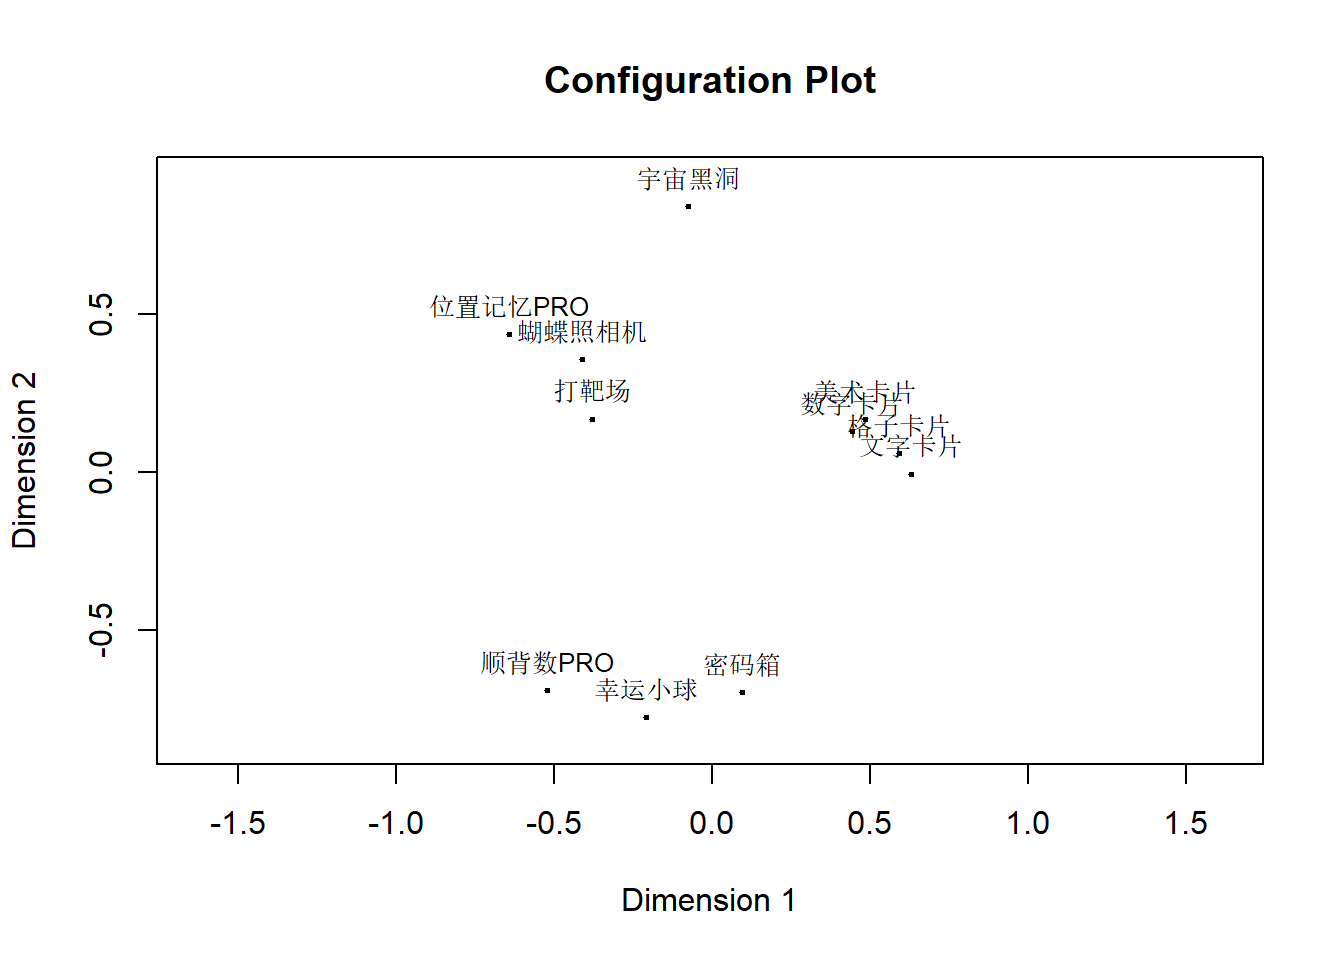 Configuration Plot
宇宙黑洞
位置记忆PRO
蝴蝶照相机
打靶场
美术卡片
数字卡片
格子卡片
文字卡片
顺背数PRO
密码箱
幸运小球
0.5
0.0
-0.5
Dimension 2
-1.5 -1.0 -0.5 0.0 0.5 1.0 1.5
Dimension 1